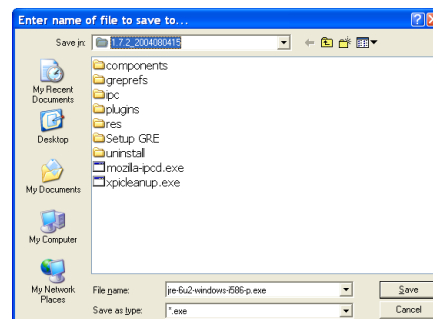 Enter name of file to save to...
Save in: 1.7.2_2004080415
components
greprefs
ipc
plugins
res
Setup GRE
uninstall
mozilla-ipcd.exe
xpicleanup.exe
My Recent
Documents
Desktop
My Documents
My Computer
My Network
Places
File name: jre-6u2-windows-i586-p.exe Save
Save as type: *.exe Cancel